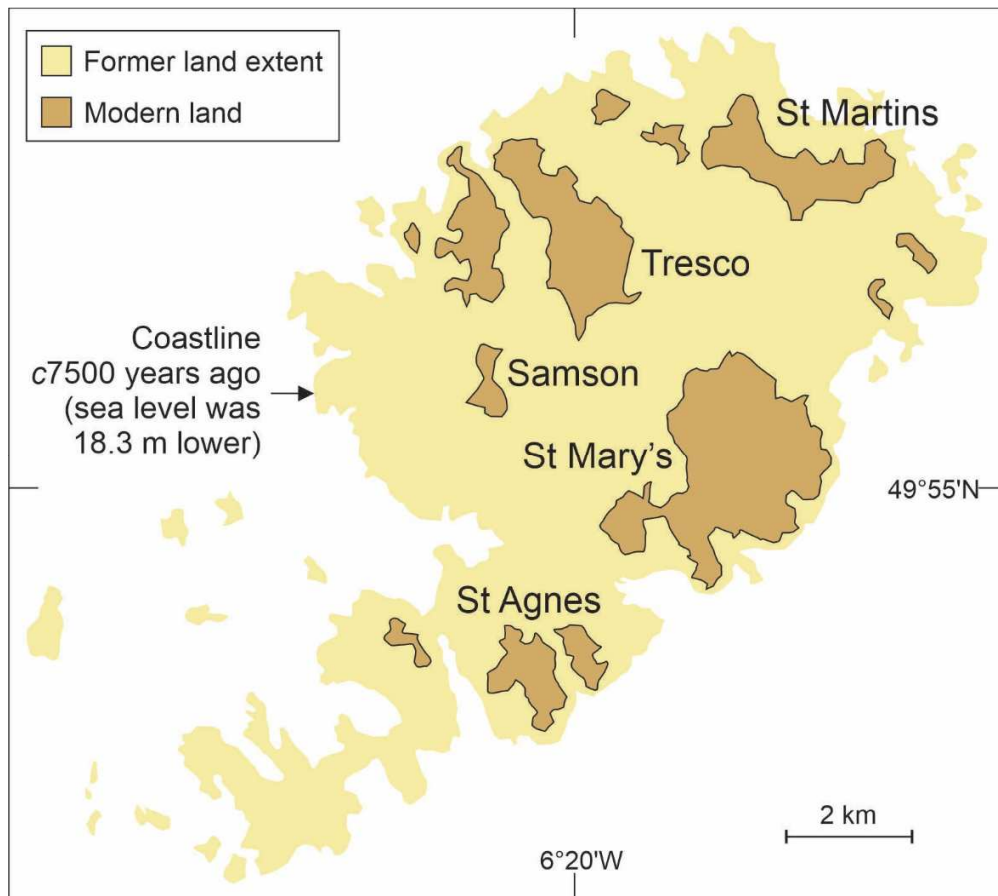 Former land extent
Modern land
St Martins
Tresco
Coastline
c7500 years ago
(sea level was
18.3 m lower)
Samson
St Mary's
49°55'N
St Agnes
2 km
6°20'W